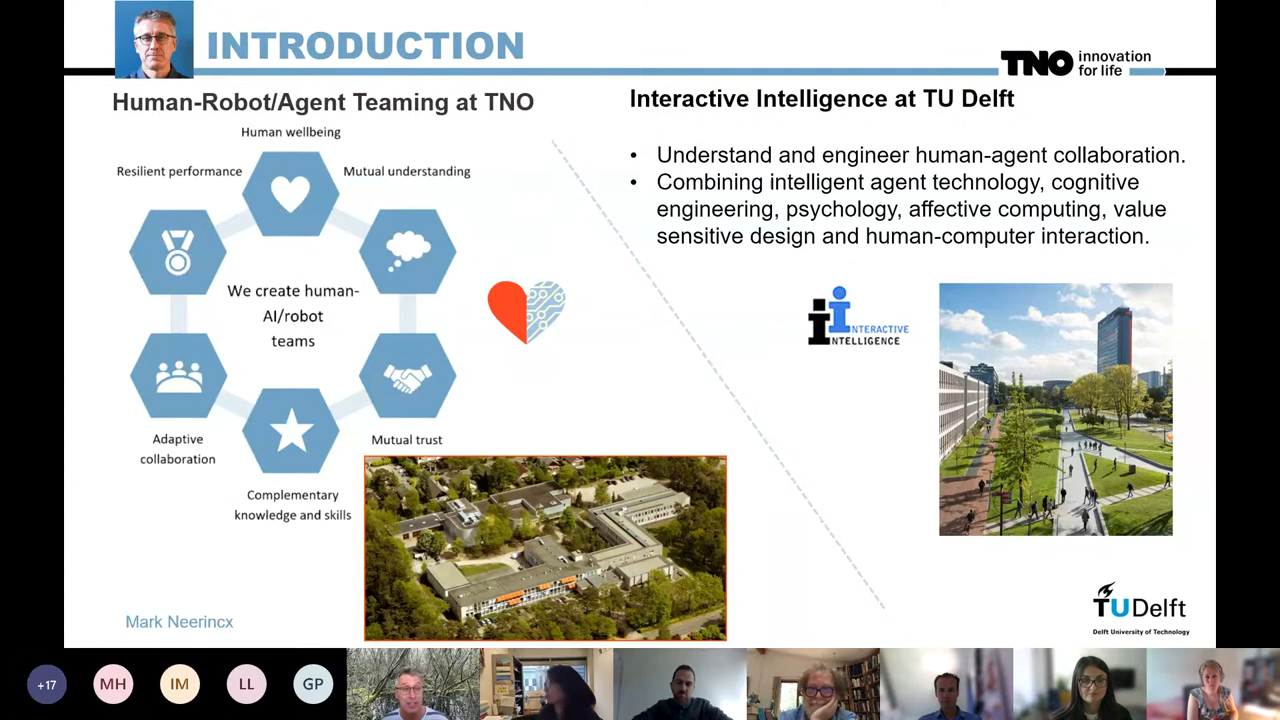 INTRODUCTION
TNO innovation
for life
Human-Robot/Agent Teaming at TNO
Human wellbeing
Resilient performance
Mutual understanding
We create human-
AI/robot
teams
Adaptive
collaboration
Mutual trust
Complementary
knowledge and skills
Interactive Intelligence at TU Delft
• Understand and engineer human-agent collaboration.
• Combining intelligent agent technology, cognitive
engineering, psychology, affective computing, value
sensitive design and human-computer interaction.
INTERACTIVE
INTELLIGENCE
Mark Neerincx
TUDelft
Delft University of Technology
+17
MH
IM
LL
GP